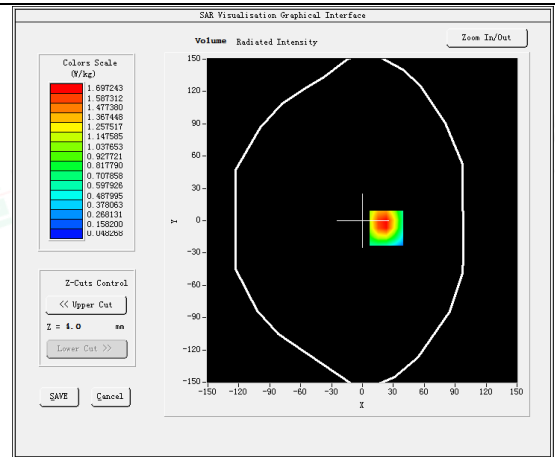 SAR Visualisation Graphical Interface
Volume Radiated Intensity
Zoom In/Out
Colors Scale
(W/kg)
1.697243
1.587312
1.477380
1.367448
1.257517
1.147585
1.037653
0.927721
0.817790
0.707858
0.597926
0.487995
0.378063
0.268131
0.158200
0.048268
Z-Cuts Control
<< Upper Cut
Z = 4.0 mm
Lower Cut >>
SAVE Cancel
150
120
90
60
30
0
-30
-60
-90
-120
-150
Y
-150 -120 -90 -60 -30 0 30 60 90 120 150
X